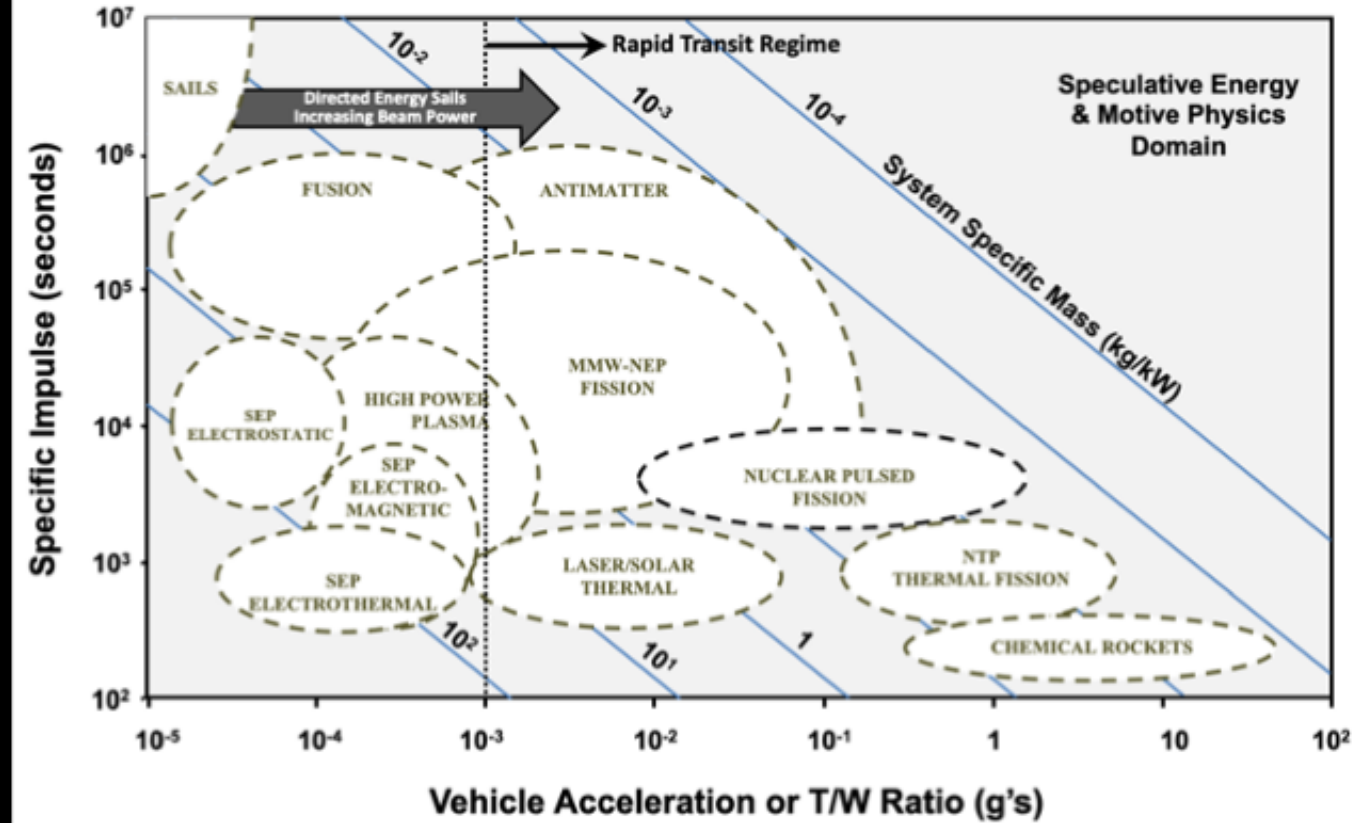 10⁷
10⁶
10⁵
10⁴
10³
10²
Specific Impulse (seconds)
SAILS
10-2
Rapid Transit Regime
Directed Energy Sails
Increasing Beam Power
10-3
10-4
Speculative Energy
& Motive Physics
Domain
System Specific Mass (kg/kW)
FUSION
ANTIMATTER
MMW-NEP
FISSION
HIGH POWER
PLASMA
SEP
ELECTROSTATIC
SEP
ELECTRO-
MAGNETIC
NUCLEAR PULSED
FISSION
SEP
ELECTROTHERMAL
LASER/SOLAR
THERMAL
NTP
THERMAL FISSION
CHEMICAL ROCKETS
10²
10¹
1
10-5
10-4
10-3
10-2
10-1
1
10
10²
Vehicle Acceleration or T/W Ratio (g's)